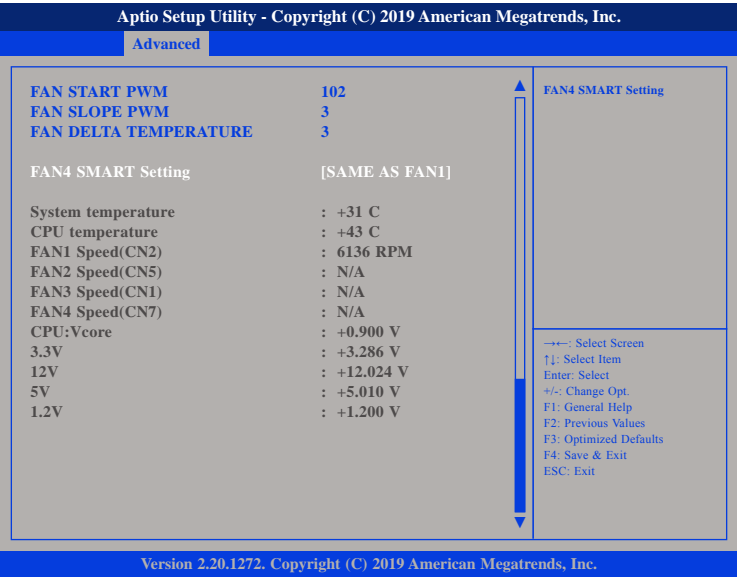 Aptio Setup Utility - Copyright (C) 2019 American Megatrends, Inc.
Advanced
FAN START PWM 102
FAN SLOPE PWM 3
FAN DELTA TEMPERATURE 3
FAN4 SMART Setting [SAME AS FAN1]
System temperature : +31 C
CPU temperature : +43 C
FAN1 Speed(CN2) : 6136 RPM
FAN2 Speed(CN5) : N/A
FAN3 Speed(CN1) : N/A
FAN4 Speed(CN7) : N/A
CPU:Vcore : +0.900 V
3.3V : +3.286 V
12V : +12.024 V
5V : +5.010 V
1.2V : +1.200 V
FAN4 SMART Setting
→←: Select Screen
↑↓: Select Item
Enter: Select
+/-: Change Opt.
F1: General Help
F2: Previous Values
F3: Optimized Defaults
F4: Save & Exit
ESC: Exit
Version 2.20.1272. Copyright (C) 2019 American Megatrends, Inc.